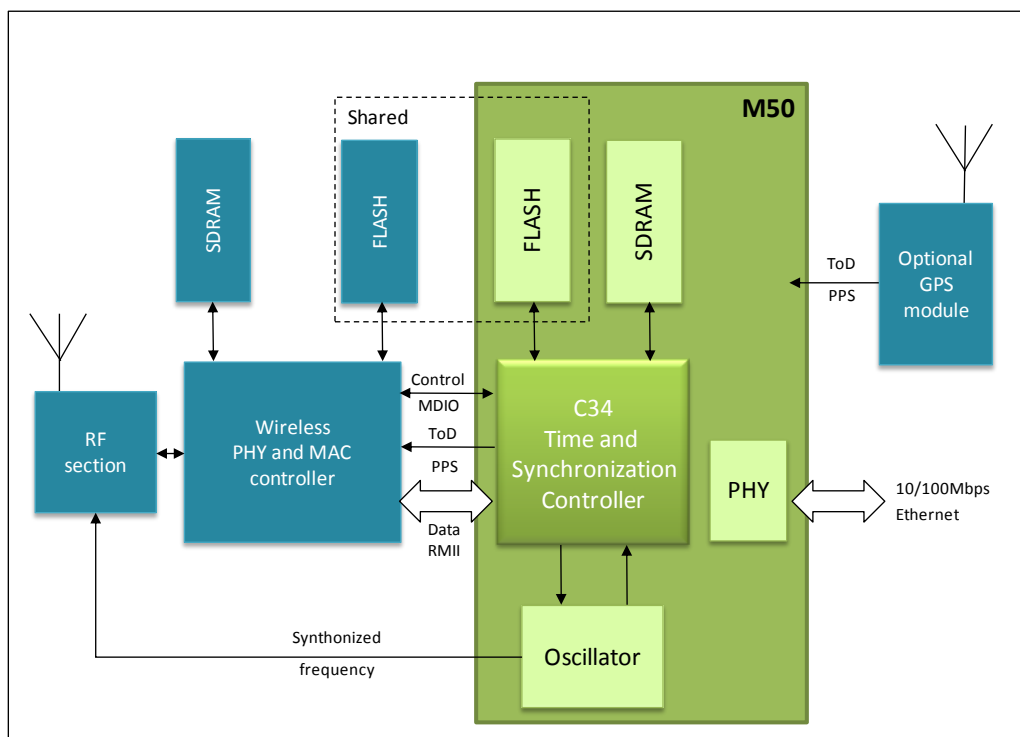 M50
Shared
SDRAM
FLASH
FLASH
SDRAM
ToD
PPS
Optional
GPS
module
Control
MDIO
ToD
PPS
Data
RMII
RF
section
Wireless
PHY and MAC
controller
C34
Time and
Synchronization
Controller
PHY
10/100Mbps
Ethernet
Synthonized
frequency
Oscillator